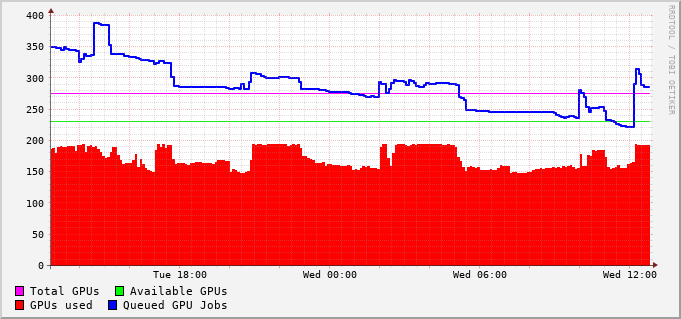 400
350
300
250
200
150
100
50
0
Tue 18:00 Wed 00:00 Wed 06:00 Wed 12:00
Total GPUs Available GPUs
GPUs used Queued GPU Jobs
RRDTOOL / TOBI OETIKER